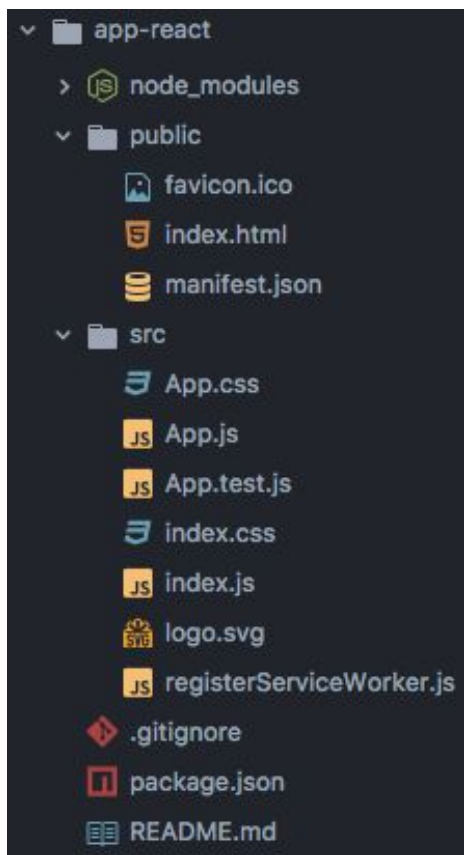 app-react
node_modules
public
favicon.ico
index.html
manifest.json
src
App.css
App.js
App.test.js
index.css
index.js
logo.svg
registerServiceWorker.js
.gitignore
package.json
README.md